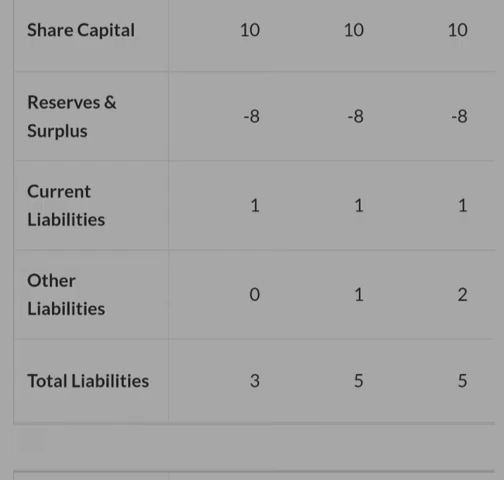 Share Capital 10 10 10
Reserves &
Surplus -8 -8 -8
Current
Liabilities 1 1 1
Other
Liabilities 0 1 2
Total Liabilities 3 5 5